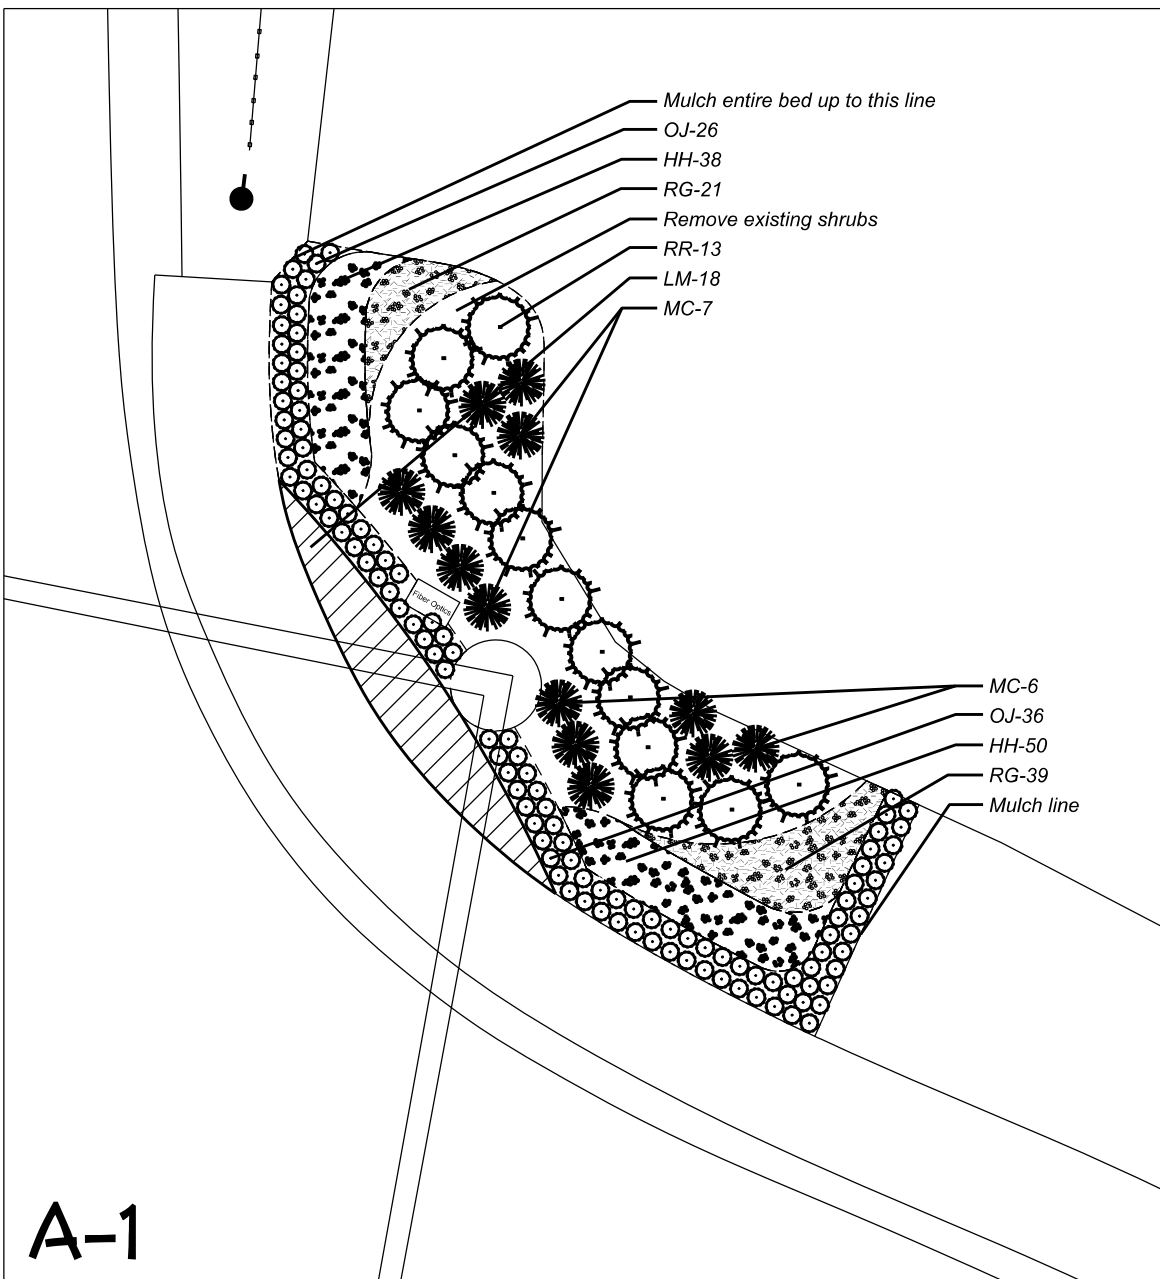 Mulch entire bed up to this line
OJ-26
HH-38
RG-21
Remove existing shrubs
RR-13
LM-18
MC-7
Fiber Optics
MC-6
OJ-36
HH-50
RG-39
Mulch line
A-1